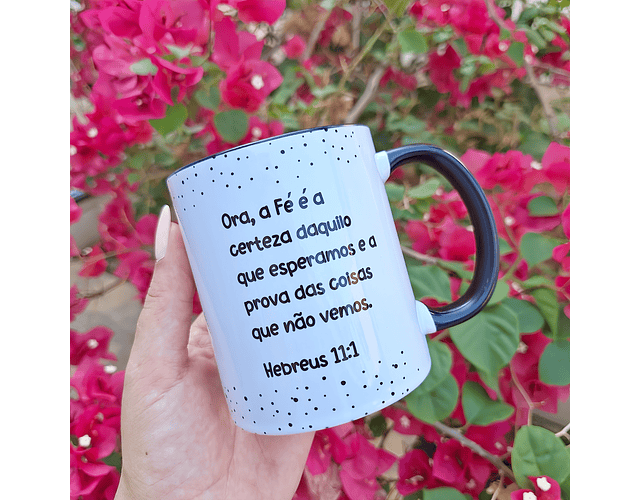 Ora, a Fé é a
certeza daquilo
que esperamos e a
prova das coisas
que não vemos.
Hebreus 11:1